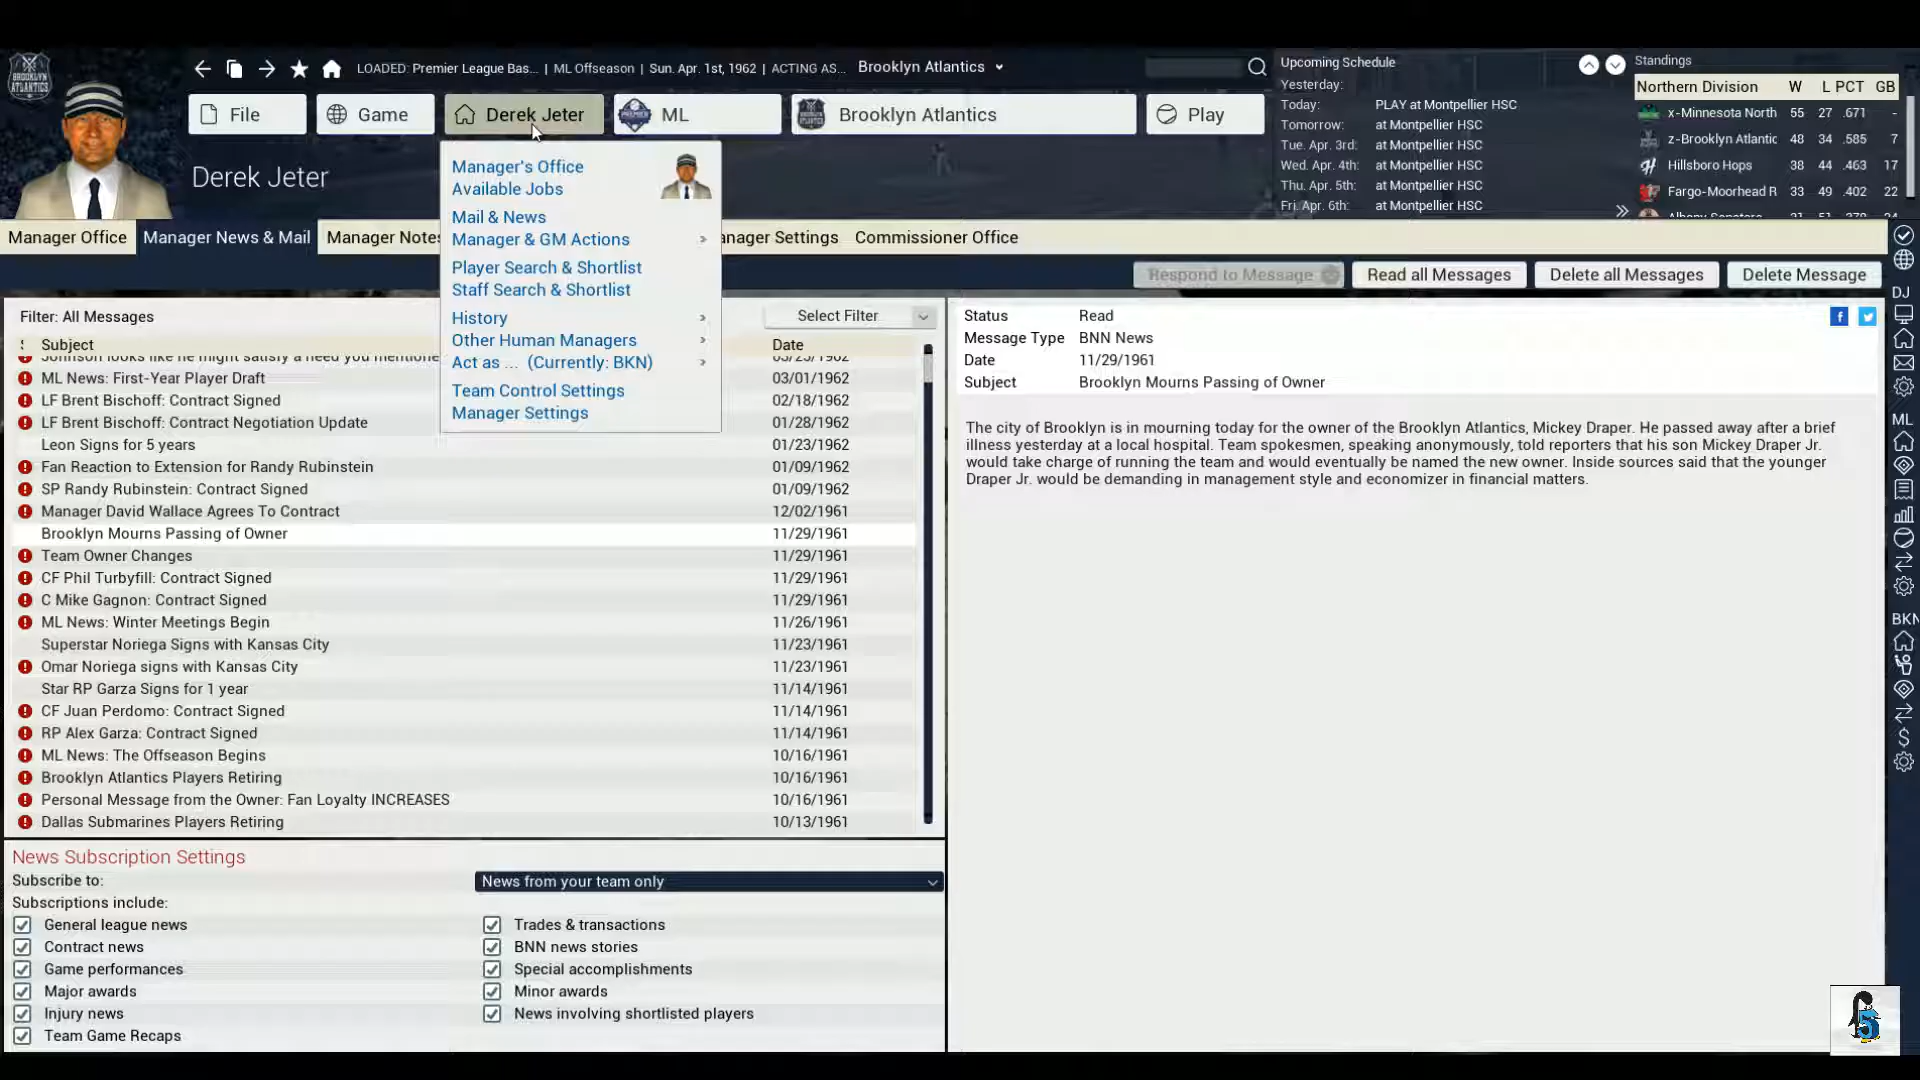 LOADED: Premier League Bas... | ML Offseason | Sun. Apr. 1st, 1962 | ACTING AS... Brooklyn Atlantics
File
Game
Derek Jeter
ML
Brooklyn Atlantics
Play
Derek Jeter
Manager's Office
Available Jobs
Mail & News
Manager & GM Actions
Player Search & Shortlist
Staff Search & Shortlist
History
Other Human Managers
Act as ... (Currently: BKN)
Team Control Settings
Manager Settings
Upcoming Schedule
Yesterday:
Today: PLAY at Montpellier HSC
Tomorrow: at Montpellier HSC
Tue. Apr. 3rd: at Montpellier HSC
Wed. Apr. 4th: at Montpellier HSC
Thu. Apr. 5th: at Montpellier HSC
Fri. Apr. 6th: at Montpellier HSC
Standings
Northern Division W L PCT GB
x-Minnesota North 55 27 .671 -
z-Brooklyn Atlantic 48 34 .585 7
Hillsboro Hops 38 44 .463 17
Fargo-Moorhead R 33 49 .402 22
Manager Office
Manager News & Mail
Manager Notes
nager Settings
Commissioner Office
Respond to Message
Read all Messages
Delete all Messages
Delete Message
Filter: All Messages
Select Filter
Subject Date
Johnson looks like he might satisfy a need you mentione 03/25/1962
ML News: First-Year Player Draft 03/01/1962
LF Brent Bischoff: Contract Signed 02/18/1962
LF Brent Bischoff: Contract Negotiation Update 01/28/1962
Leon Signs for 5 years 01/23/1962
Fan Reaction to Extension for Randy Rubinstein 01/09/1962
SP Randy Rubinstein: Contract Signed 01/09/1962
Manager David Wallace Agrees To Contract 12/02/1961
Brooklyn Mourns Passing of Owner 11/29/1961
Team Owner Changes 11/29/1961
CF Phil Turbyfill: Contract Signed 11/29/1961
C Mike Gagnon: Contract Signed 11/29/1961
ML News: Winter Meetings Begin 11/26/1961
Superstar Noriega Signs with Kansas City 11/23/1961
Omar Noriega signs with Kansas City 11/23/1961
Star RP Garza Signs for 1 year 11/14/1961
CF Juan Perdomo: Contract Signed 11/14/1961
RP Alex Garza: Contract Signed 11/14/1961
ML News: The Offseason Begins 10/16/1961
Brooklyn Atlantics Players Retiring 10/16/1961
Personal Message from the Owner: Fan Loyalty INCREASES 10/16/1961
Dallas Submarines Players Retiring 10/13/1961
Status Read
Message Type BNN News
Date 11/29/1961
Subject Brooklyn Mourns Passing of Owner
The city of Brooklyn is in mourning today for the owner of the Brooklyn Atlantics, Mickey Draper. He passed away after a brief
illness yesterday at a local hospital. Team spokesmen, speaking anonymously, told reporters that his son Mickey Draper Jr.
would take charge of running the team and would eventually be named the new owner. Inside sources said that the younger
Draper Jr. would be demanding in management style and economizer in financial matters.
News Subscription Settings
Subscribe to: News from your team only
Subscriptions include:
General league news Trades & transactions
Contract news BNN news stories
Game performances Special accomplishments
Major awards Minor awards
Injury news News involving shortlisted players
Team Game Recaps
DJ
ML
BKN